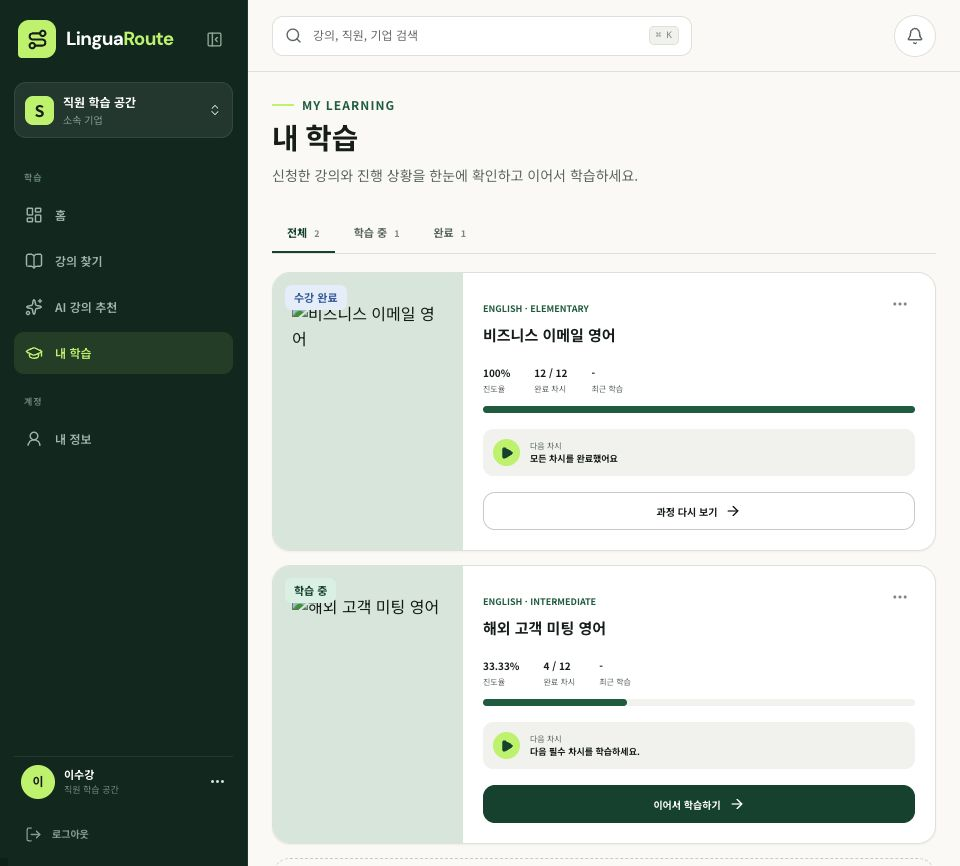 LinguaRoute
S
직원 학습 공간
소속 기업
학습
홈
강의 찾기
AI 강의 추천
내 학습
계정
내 정보
이
이수강
직원 학습 공간
로그아웃
강의, 직원, 기업 검색
⌘ K
MY LEARNING
내 학습
신청한 강의와 진행 상황을 한눈에 확인하고 이어서 학습하세요.
전체 2
학습 중 1
완료 1
수강 완료
비즈니스 이메일 영
어
ENGLISH · ELEMENTARY
비즈니스 이메일 영어
100%
진도율
12 / 12
완료 차시
-
최근 학습
다음 차시
모든 차시를 완료했어요
과정 다시 보기
학습 중
해외 고객 미팅 영어
ENGLISH · INTERMEDIATE
해외 고객 미팅 영어
33.33%
진도율
4 / 12
완료 차시
-
최근 학습
다음 차시
다음 필수 차시를 학습하세요.
이어서 학습하기